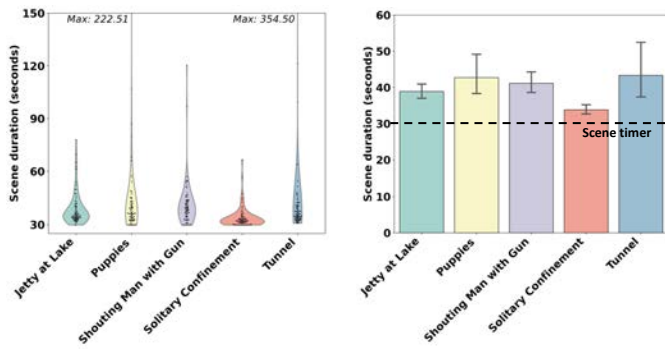 Max: 222.51
Max: 354.50
Scene duration (seconds)
150
120
90
60
30
Jetty at Lake
Puppies
Shouting Man with Gun
Solitary Confinement
Tunnel
Scene duration (seconds)
60
50
40
30
20
10
0
Scene timer
Jetty at Lake
Puppies
Shouting Man with Gun
Solitary Confinement
Tunnel